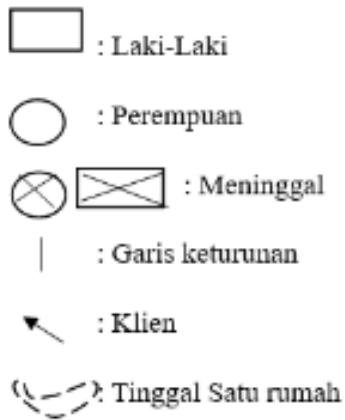 : Laki-Laki
: Perempuan
: Meninggal
: Garis keturunan
: Klien
: Tinggal Satu rumah